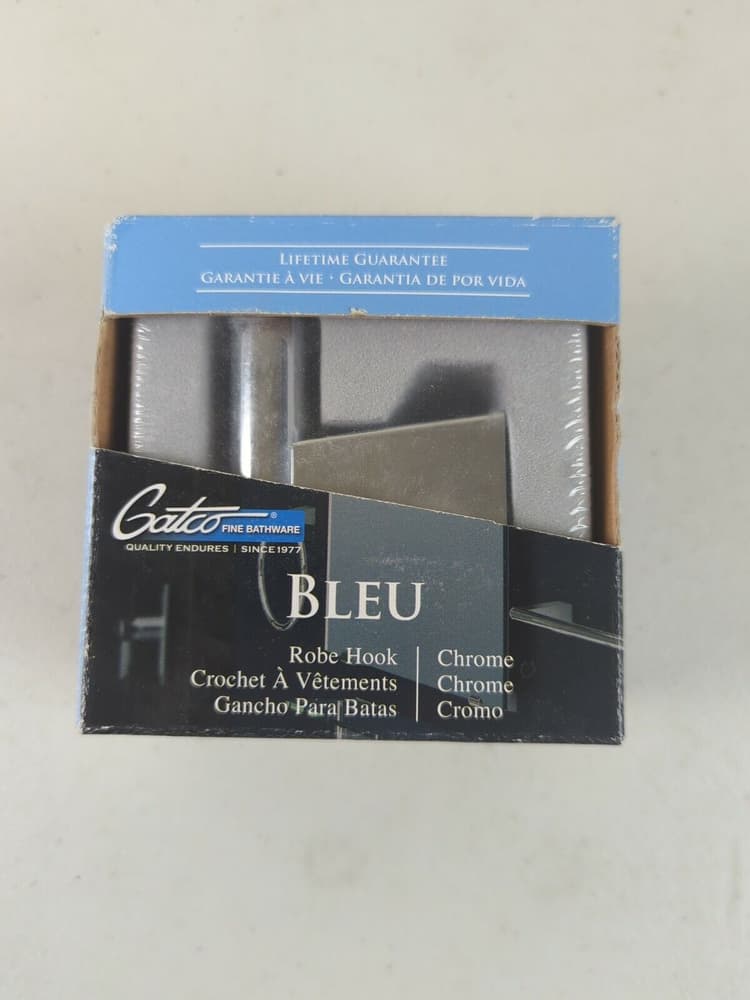 LIFETIME GUARANTEE
GARANTIE À VIE · GARANTIA DE POR VIDA
Gatco® FINE BATHWARE
QUALITY ENDURES | SINCE 1977
BLEU
Robe Hook | Chrome
Crochet À Vêtements | Chrome
Gancho Para Batas | Cromo